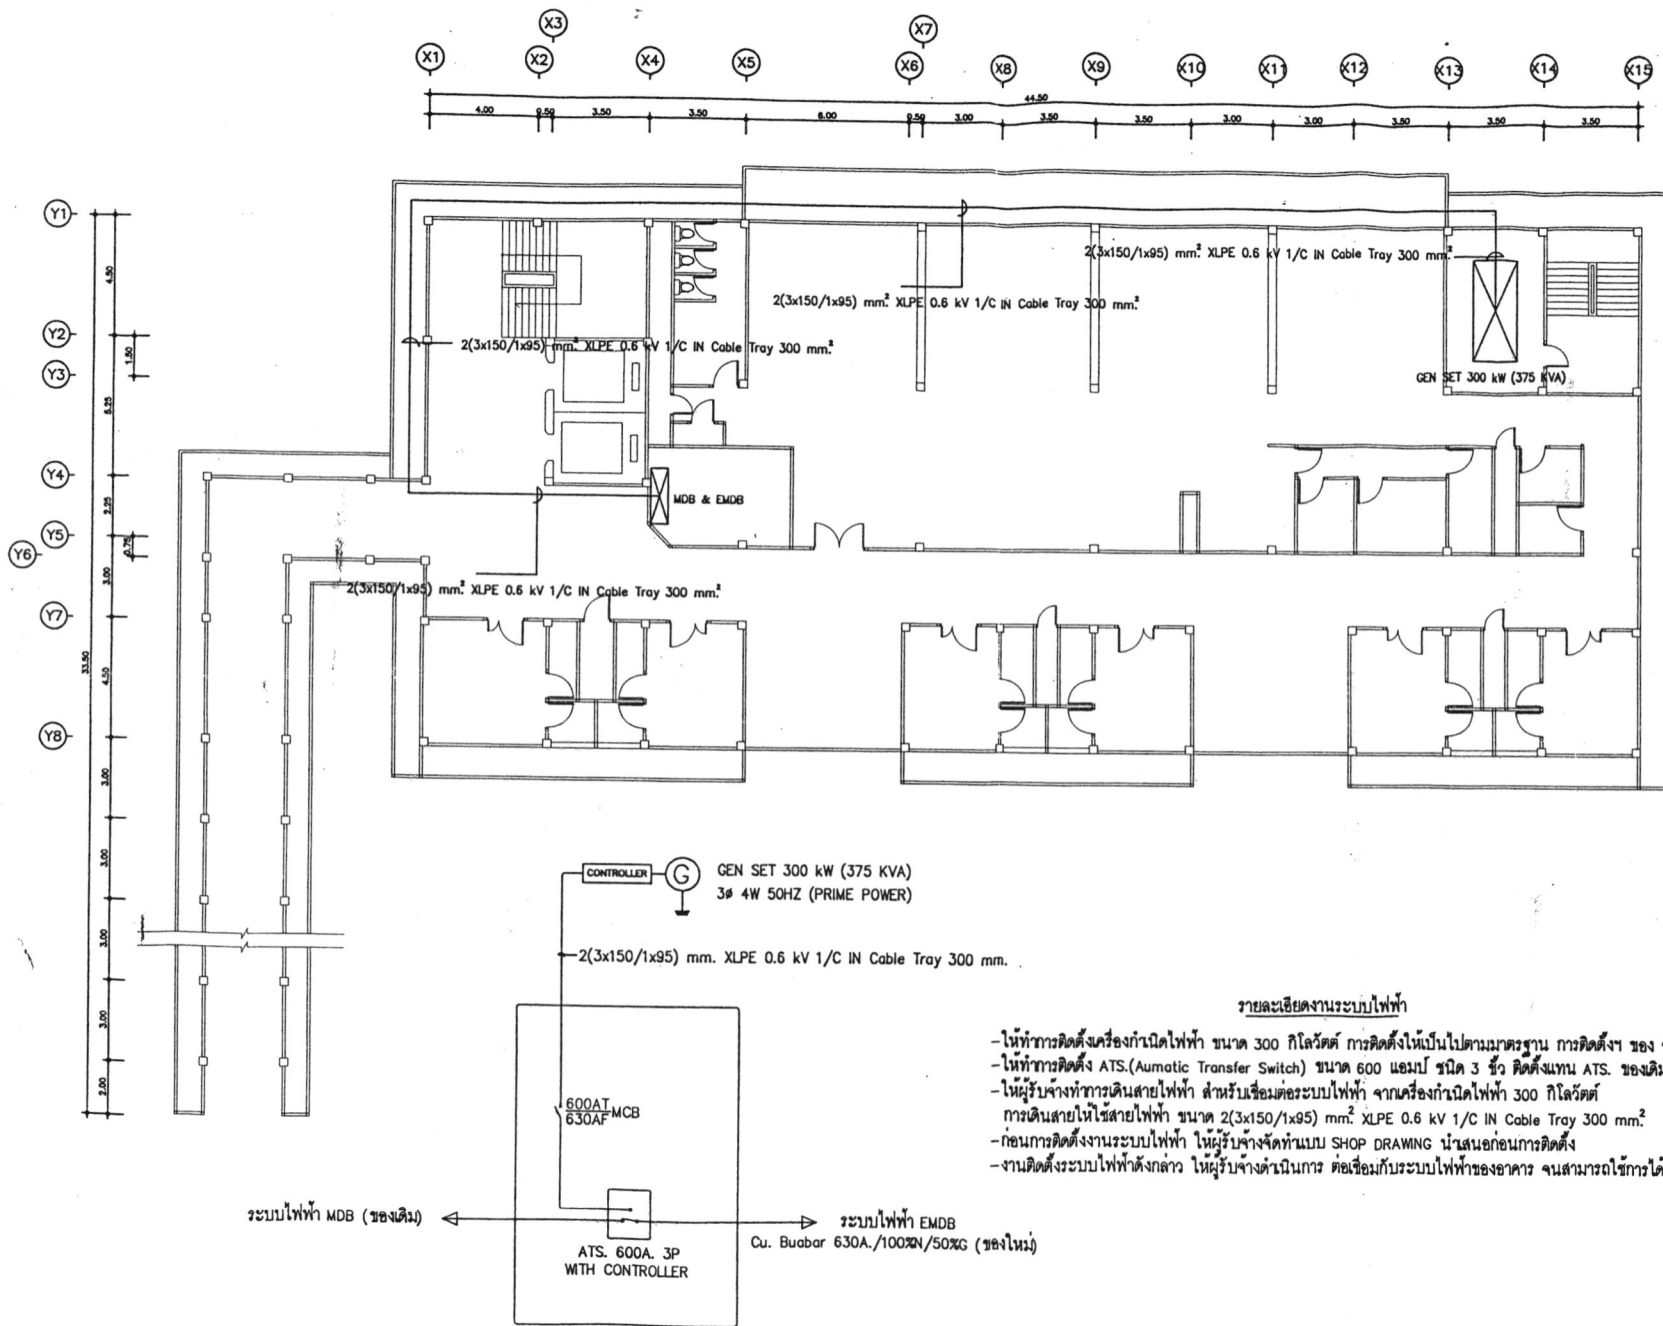 X3
X7
X1
X2
X4
X5
X6
X8
X9
X10
X11
X12
X13
X14
X15
44.50
4.00
0.50
3.50
3.50
6.00
0.50
3.00
3.50
3.50
3.00
3.00
3.50
3.50
3.50
Y1
4.50
2(3x150/1x95) mm.² XLPE 0.6 kV 1/C IN Cable Tray 300 mm.²
2(3x150/1x95) mm.² XLPE 0.6 kV 1/C IN Cable Tray 300 mm.²
Y2
2(3x150/1x95) mm.² XLPE 0.6 kV 1/C IN Cable Tray 300 mm.²
1.50
Y3
GEN SET 300 kW (375 KVA)
5.25
Y4
MDB & EMDB
2.25
Y5
Y6
0.75
3.00
2(3x150/1x95) mm.² XLPE 0.6 kV 1/C IN Cable Tray 300 mm.²
Y7
33.50
4.50
Y8
3.00
3.00
3.00
3.00
2.00
CONTROLLER
G
GEN SET 300 kW (375 KVA)
3ø 4W 50HZ (PRIME POWER)
2(3x150/1x95) mm. XLPE 0.6 kV 1/C IN Cable Tray 300 mm.
600AT
630AF
MCB
ระบบไฟฟ้า MDB (ของเดิม)
ระบบไฟฟ้า EMDB
Cu. Buabar 630A./100%N/50%G (ของใหม่)
ATS. 600A. 3P
WITH CONTROLLER
รายละเอียดงานระบบไฟฟ้า
-ให้ทำการติดตั้งเครื่องกำเนิดไฟฟ้า ขนาด 300 กิโลวัตต์ การติดตั้งให้เป็นไปตามมาตรฐาน การติดตั้งฯ ของ
-ให้ทำการติดตั้ง ATS.(Aumatic Transfer Switch) ขนาด 600 แอมป์ ชนิด 3 ขั้ว ติดตั้งแทน ATS. ของเดิม
-ให้ผู้รับจ้างทำการเดินสายไฟฟ้า สำหรับเชื่อมต่อระบบไฟฟ้า จากเครื่องกำเนิดไฟฟ้า 300 กิโลวัตต์
การเดินสายให้ใช้สายไฟฟ้า ขนาด 2(3x150/1x95) mm.² XLPE 0.6 kV 1/C IN Cable Tray 300 mm.²
-ก่อนการติดตั้งงานระบบไฟฟ้า ให้ผู้รับจ้างจัดทำแบบ SHOP DRAWING นำเสนอก่อนการติดตั้ง
-งานติดตั้งระบบไฟฟ้าดังกล่าว ให้ผู้รับจ้างดำเนินการ ต่อเชื่อมกับระบบไฟฟ้าของอาคาร จนสามารถใช้การได้